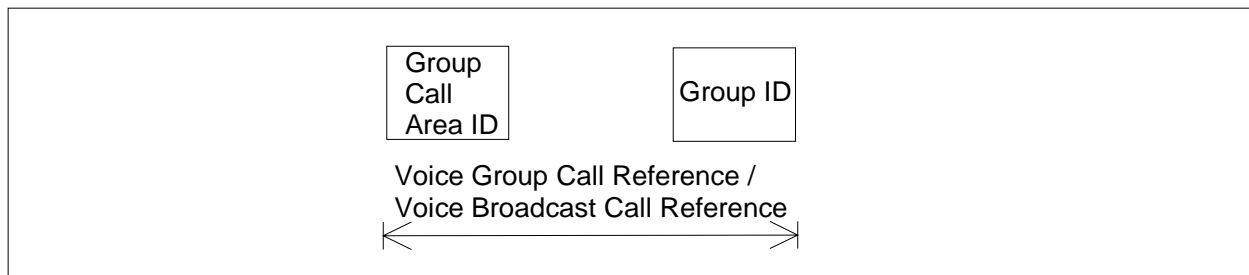 Group
Call
Area ID
Group ID
Voice Group Call Reference /
Voice Broadcast Call Reference